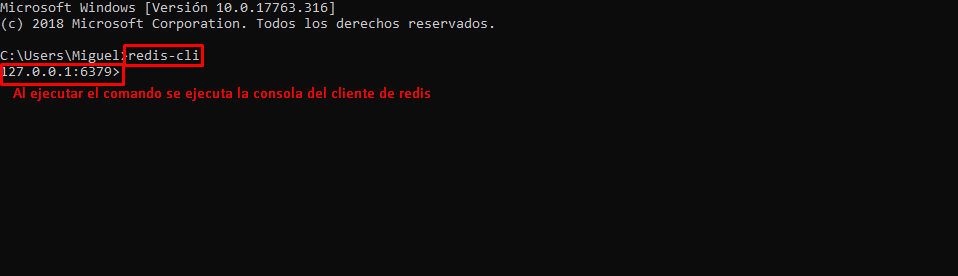 Microsoft Windows [Versión 10.0.17763.316]
(c) 2018 Microsoft Corporation. Todos los derechos reservados.
C:\Users\Miguel>redis-cli
127.0.0.1:6379>
Al ejecutar el comando se ejecuta la consola del cliente de redis